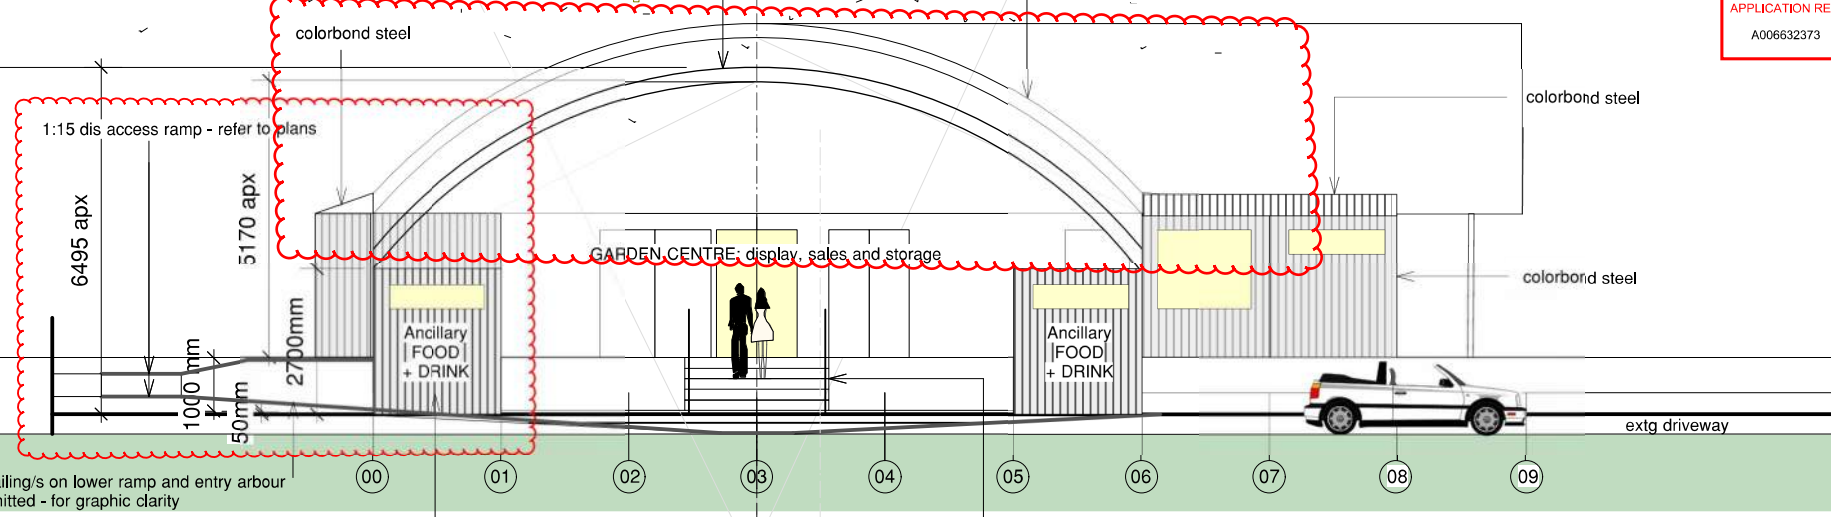 APPLICATION RE
A006632373
colorbond steel
colorbond steel
1:15 dis access ramp - refer to plans
6495 apx
5170 apx
GARDEN CENTRE: display, sales and storage
colorbond steel
2700mm
1000 mm
50mm
Ancillary
FOOD
+ DRINK
Ancillary
FOOD
+ DRINK
extg driveway
iling/s on lower ramp and entry arbour
nitted - for graphic clarity
00 01 02 03 04 05 06 07 08 09